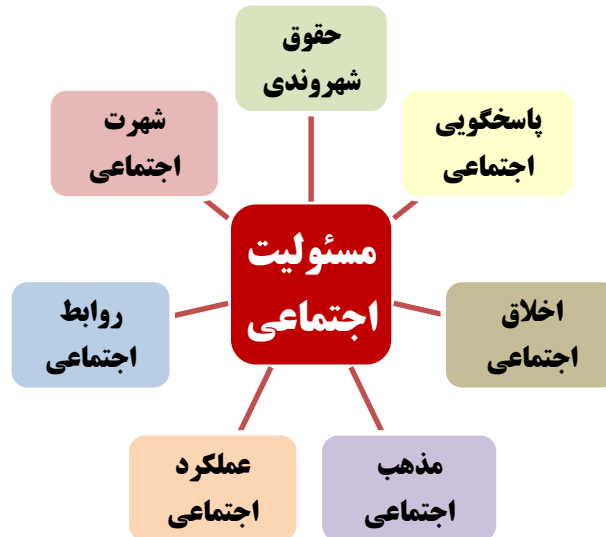 حقوق
شهروندی
پاسخگویی
اجتماعی
شهرت
اجتماعی
مسئولیت
اجتماعی
اخلاق
اجتماعی
روابط
اجتماعی
مذهب
اجتماعی
عملکرد
اجتماعی